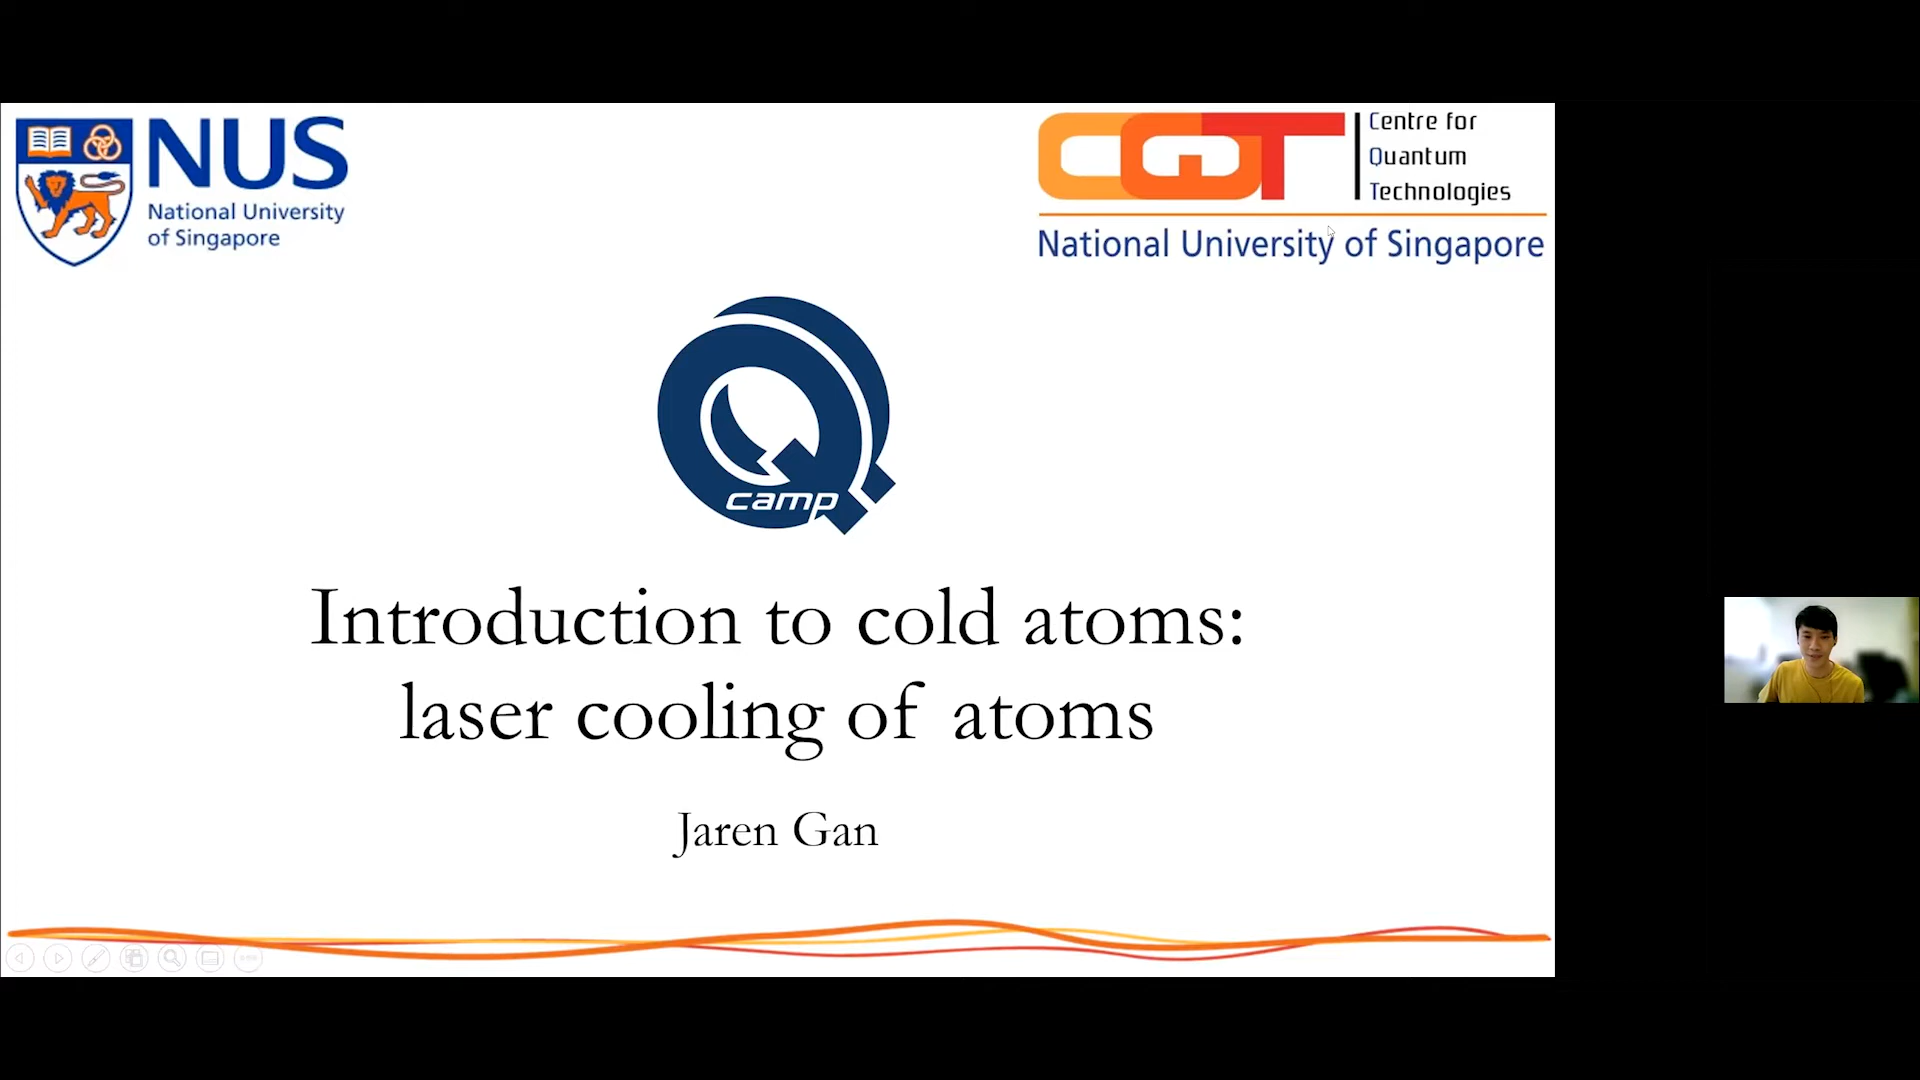 NUS
National University
of Singapore
CQT
Centre for
Quantum
Technologies
National University of Singapore
Q
camp
Introduction to cold atoms:
laser cooling of atoms
Jaren Gan